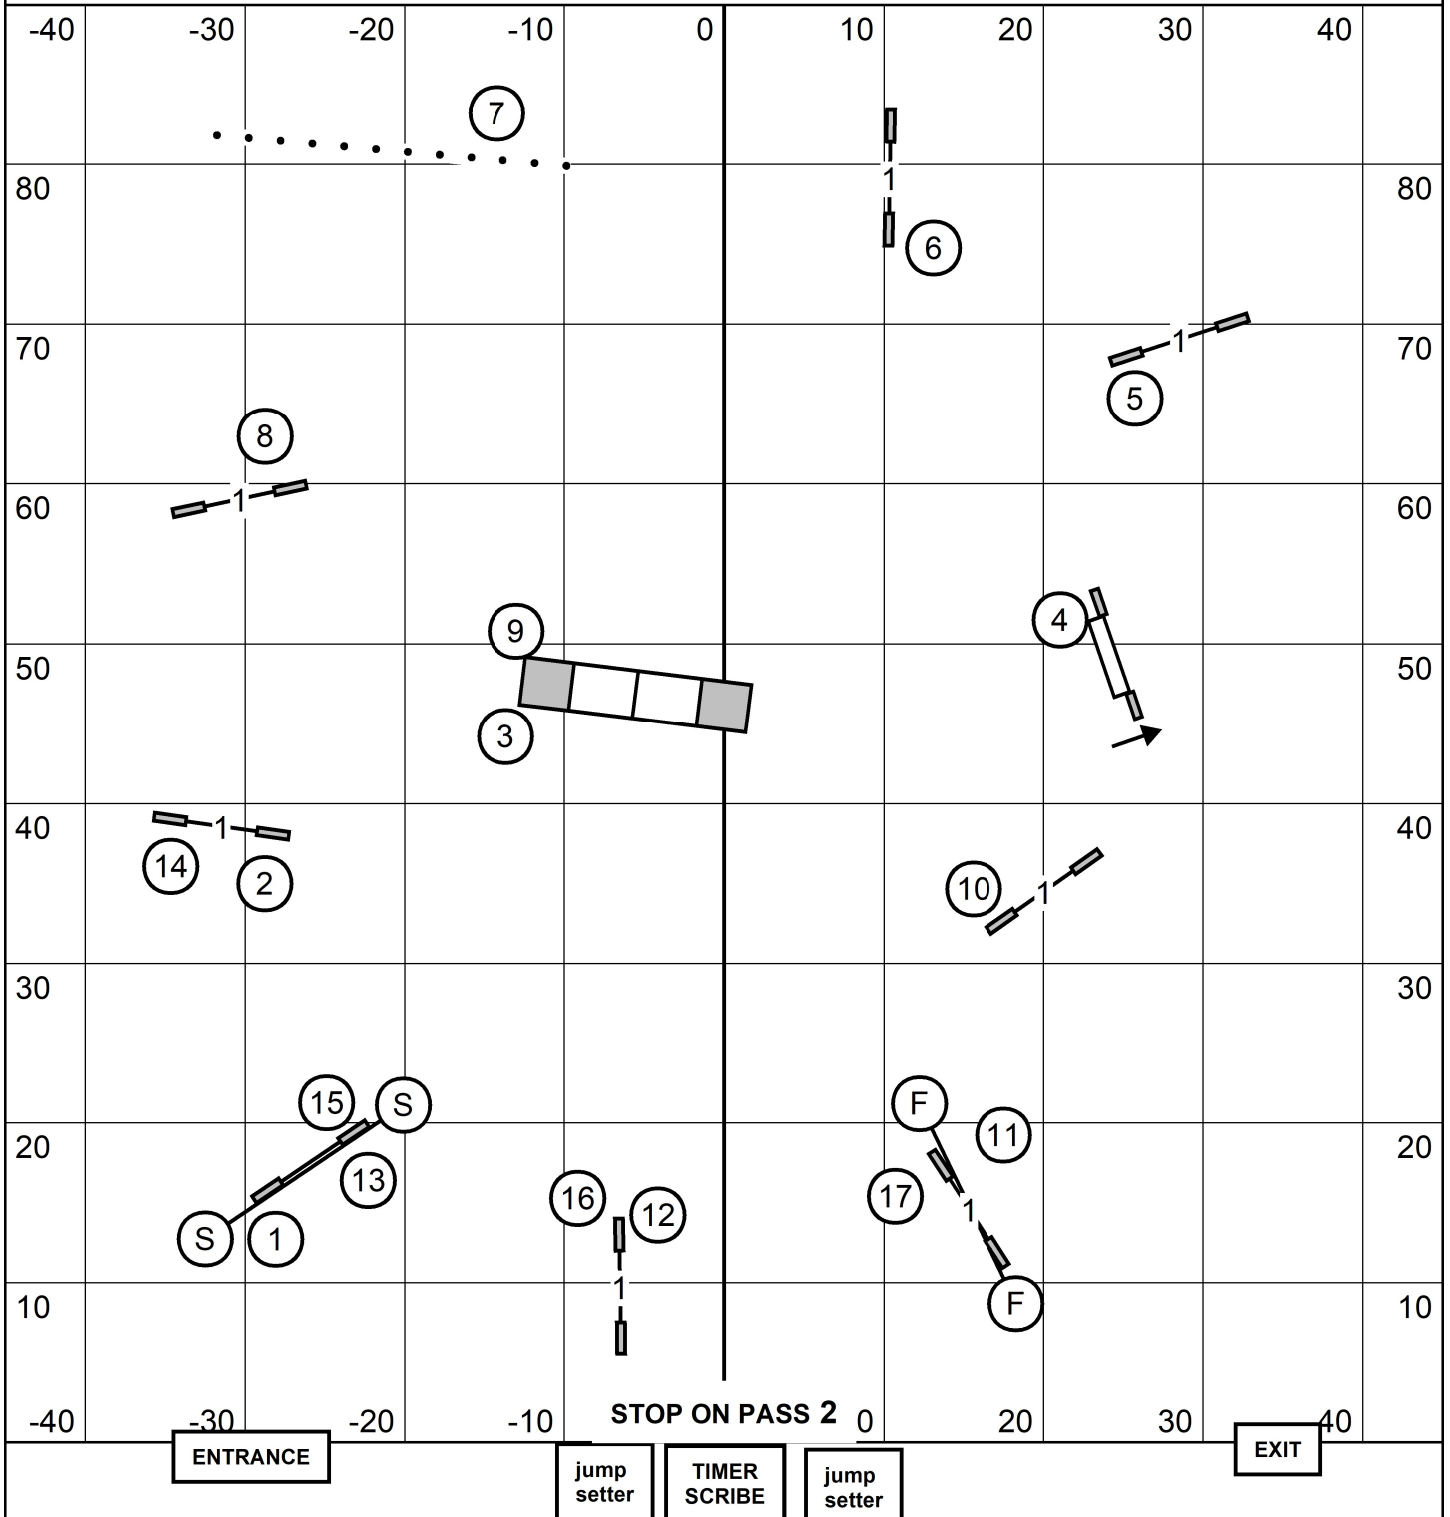 -40 -30 -20 -10 0 10 20 30 40
7
1
80 80
6
1
70 70
5
8
1
60 60
4
9
50 50
3
1
40 40
14 2
10 1
30 30
15 S F
11
20 20
13
16 12 17 1
S 1
1
10 F 10
-40 -30 -20 -10 STOP ON PASS 2 0 20 30 40
ENTRANCE EXIT
jump setter
TIMER SCRIBE
jump setter